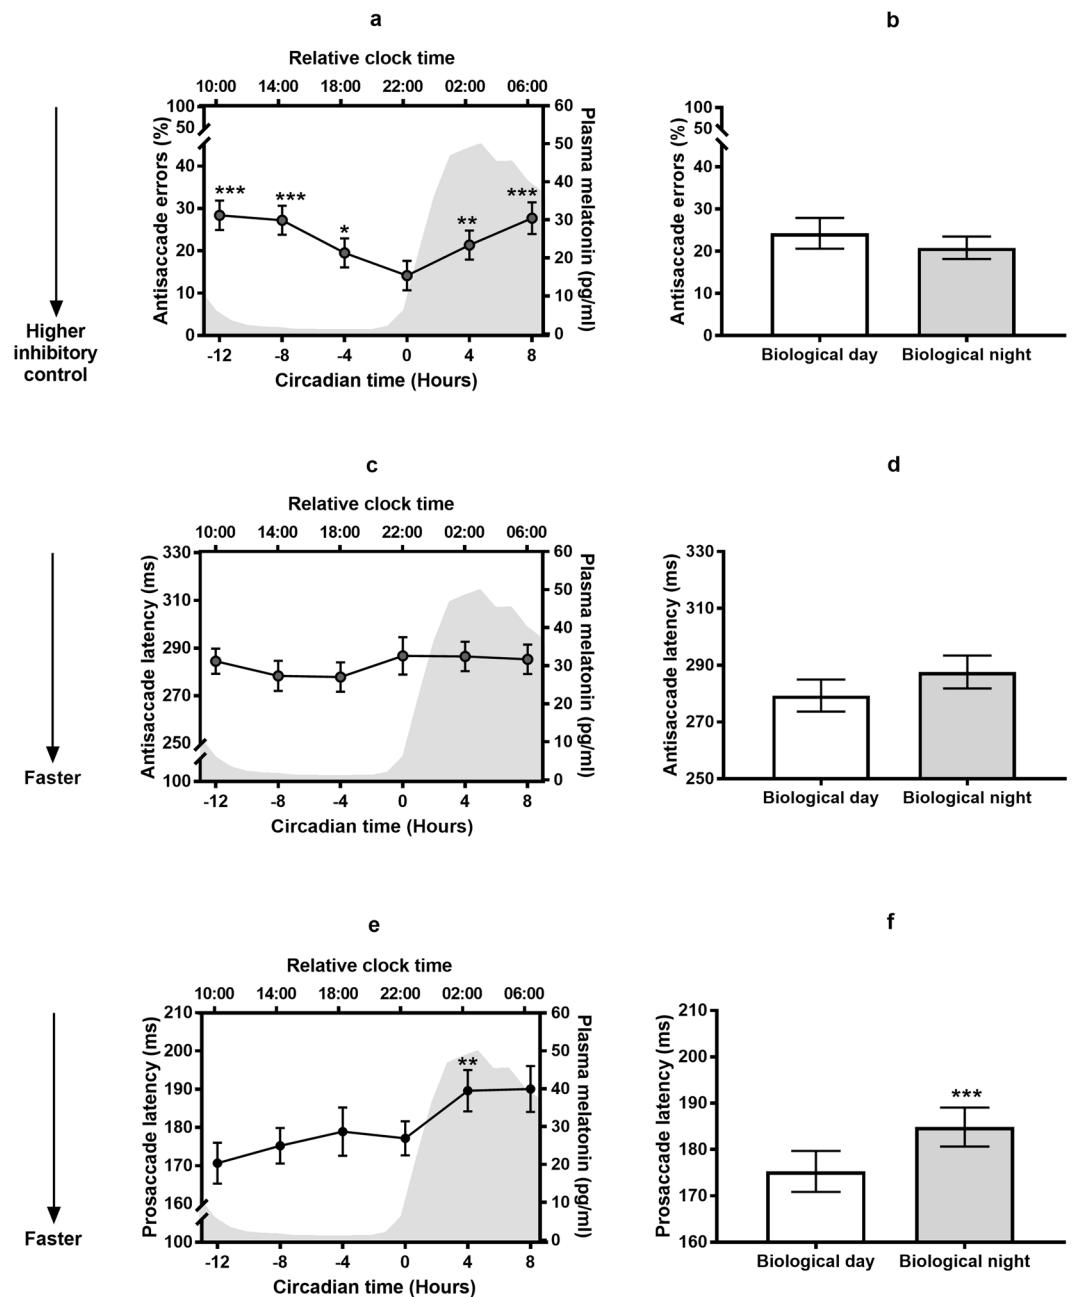 a
Relative clock time
10:00 14:00 18:00 22:00 02:00 06:00
Antisaccade errors (%)
100
50
40
30
20
10
0
*** *** * ** ***
60
50
40
30
20
10
0
Plasma melatonin (pg/ml)
-12 -8 -4 0 4 8
Circadian time (Hours)
Higher
inhibitory
control
b
Antisaccade errors (%)
100
50
40
30
20
10
0
Biological day Biological night
c
Relative clock time
10:00 14:00 18:00 22:00 02:00 06:00
Antisaccade latency (ms)
330
310
290
270
250
100
60
50
40
30
20
10
0
Plasma melatonin (pg/ml)
-12 -8 -4 0 4 8
Circadian time (Hours)
Faster
d
Antisaccade latency (ms)
330
310
290
270
250
Biological day Biological night
e
Relative clock time
10:00 14:00 18:00 22:00 02:00 06:00
Prosaccade latency (ms)
210
200
190
180
170
160
100
**
60
50
40
30
20
10
0
Plasma melatonin (pg/ml)
-12 -8 -4 0 4 8
Circadian time (Hours)
Faster
f
Prosaccade latency (ms)
210
200
190
180
170
160
***
Biological day Biological night